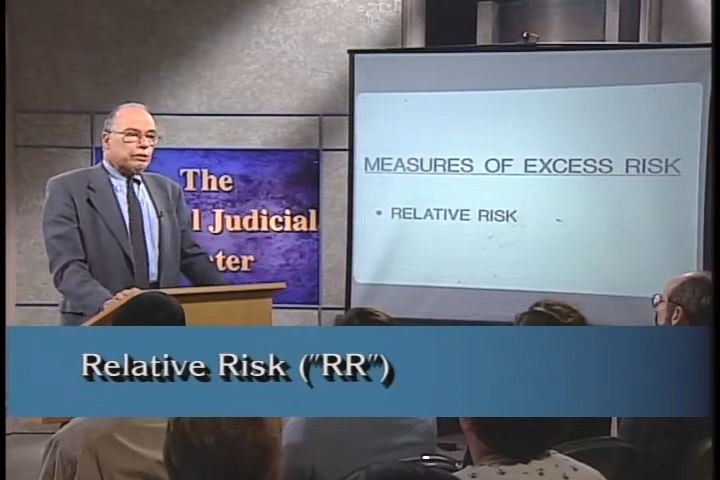 The
l Judicial
ter
MEASURES OF EXCESS RISK
• RELATIVE RISK
Relative Risk ("RR")